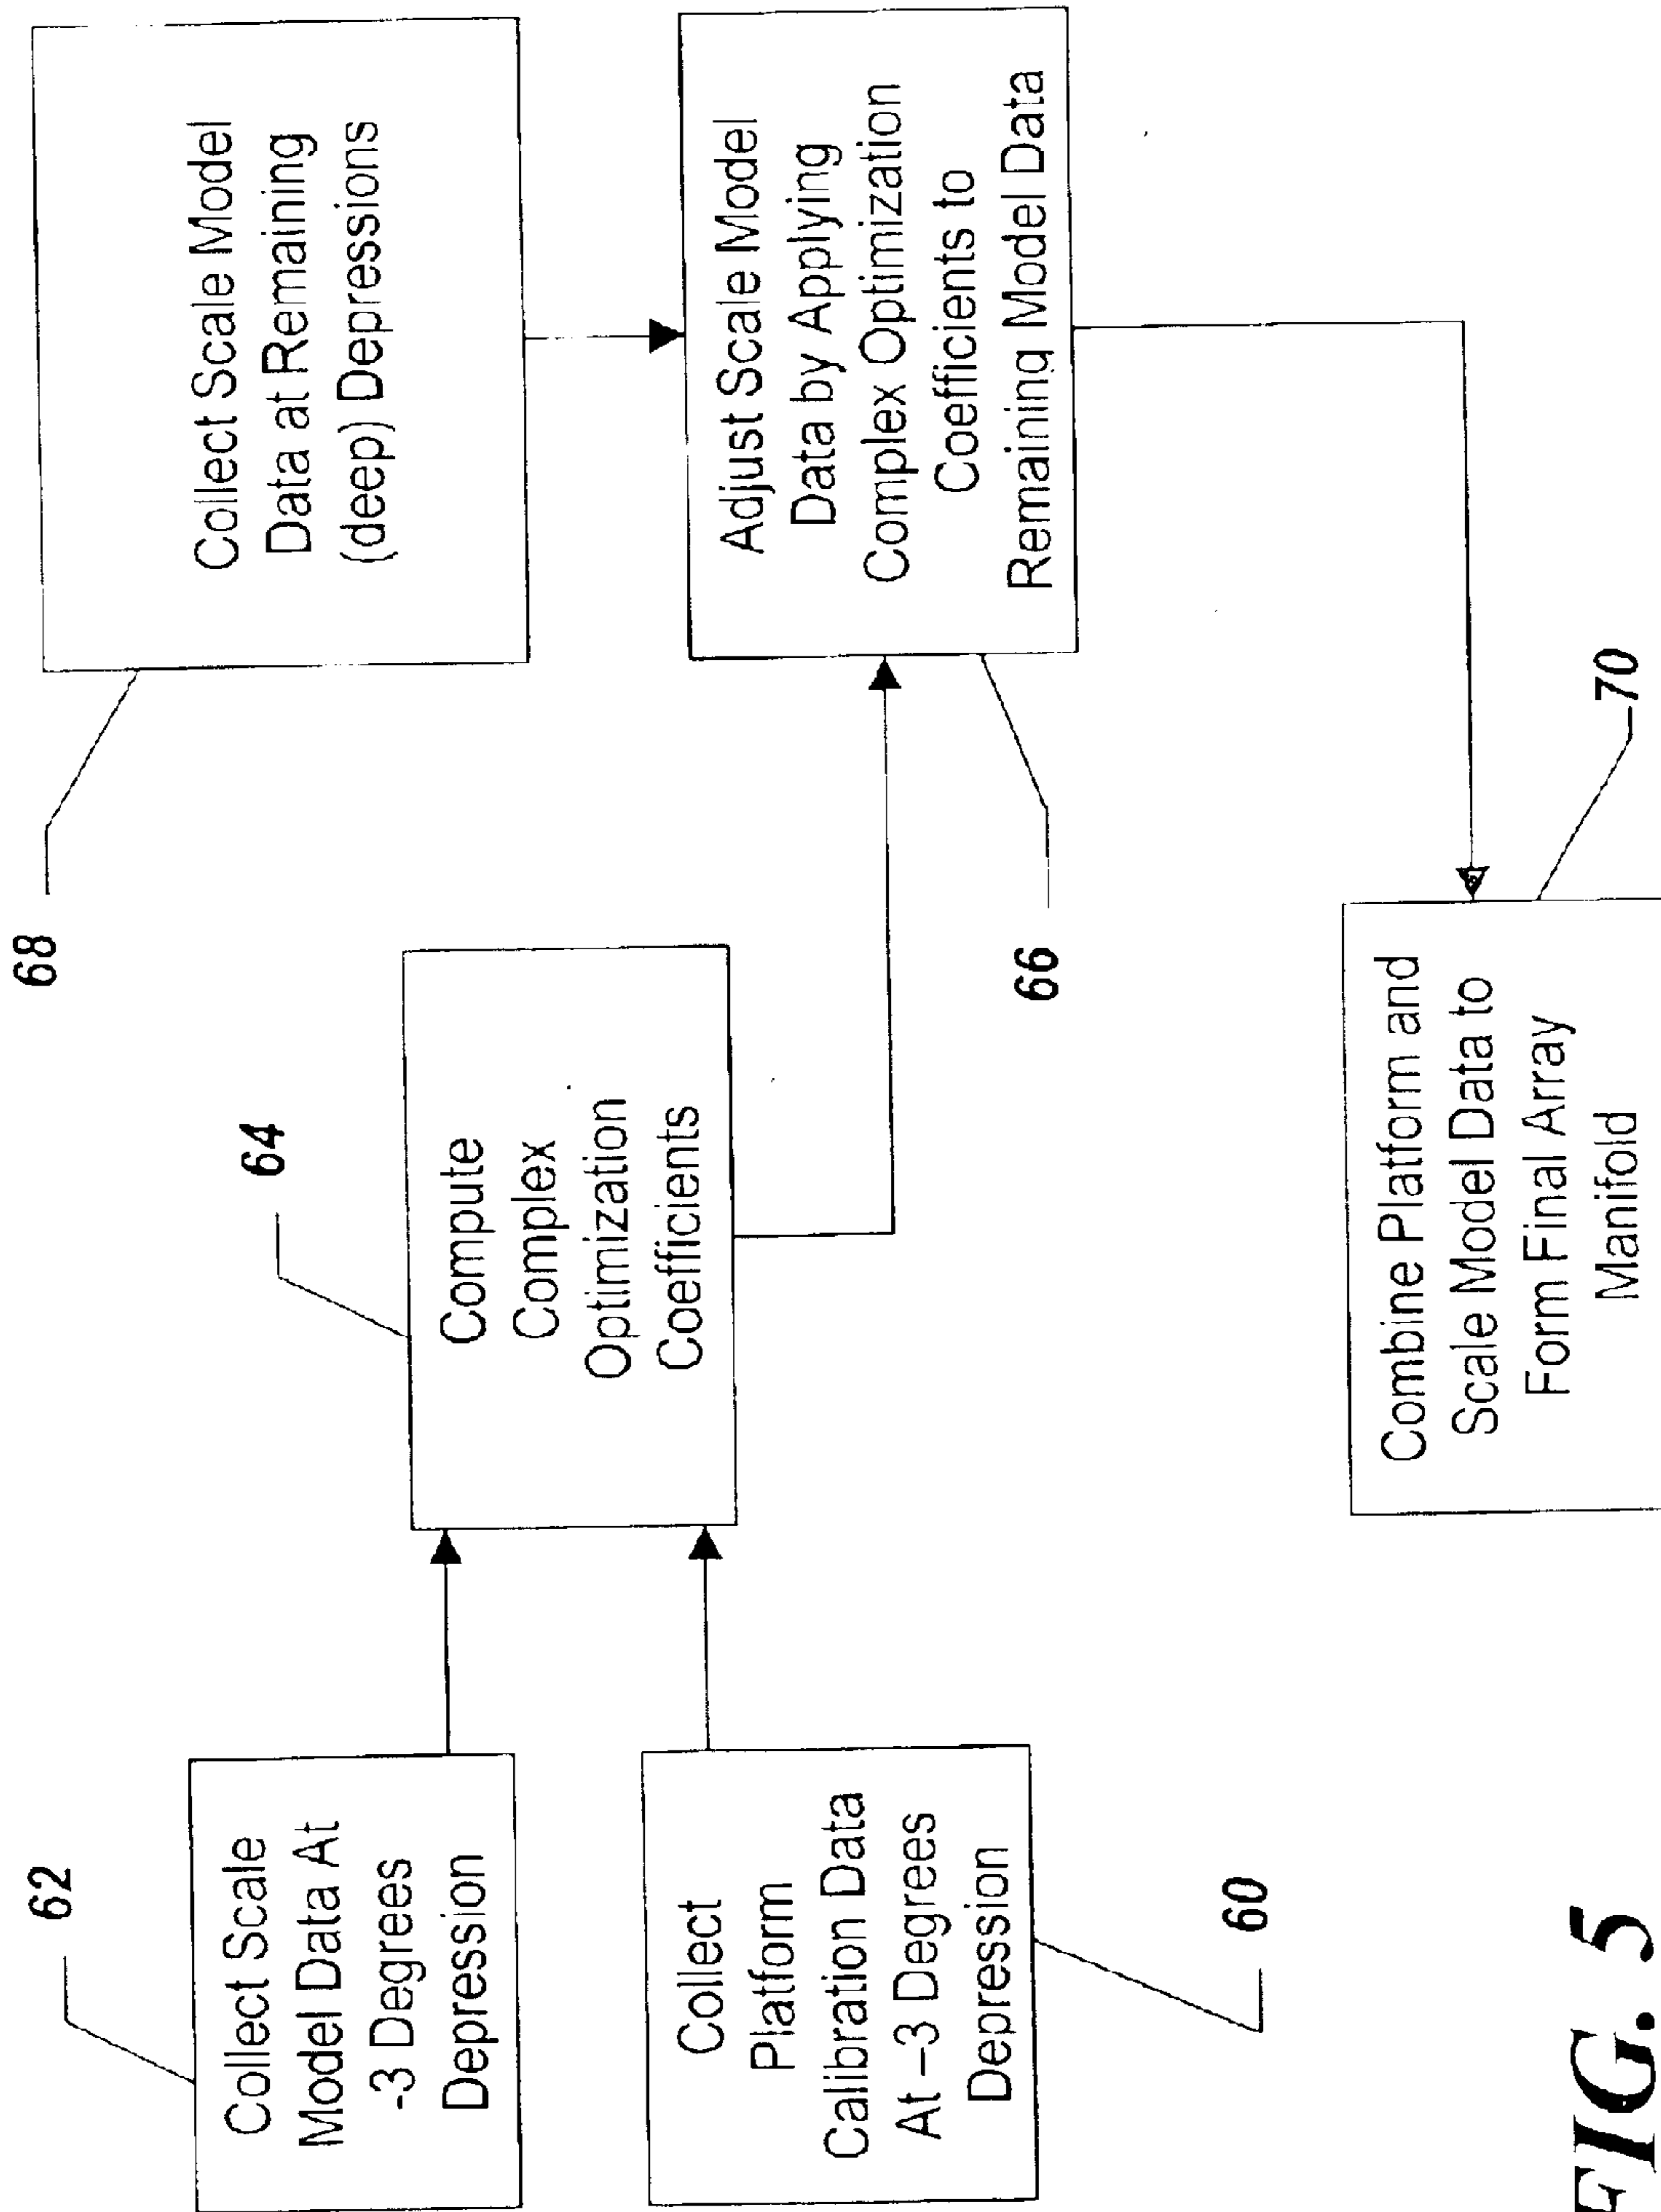 62
Collect Scale
Model Data At
-3 Degrees
Depression
Collect
Platform
Calibration Data
At –3 Degrees
Depression
60
64
Compute
Complex
Optimization
Coefficients
68
Collect Scale Model
Data at Remaining
(deep) Depressions
Adjust Scale Model
Data by Applying
Complex Optimization
Coefficients to
Remaining Model Data
66
Combine Platform and
Scale Model Data to
Form Final Array
Manifold
70
FIG. 5